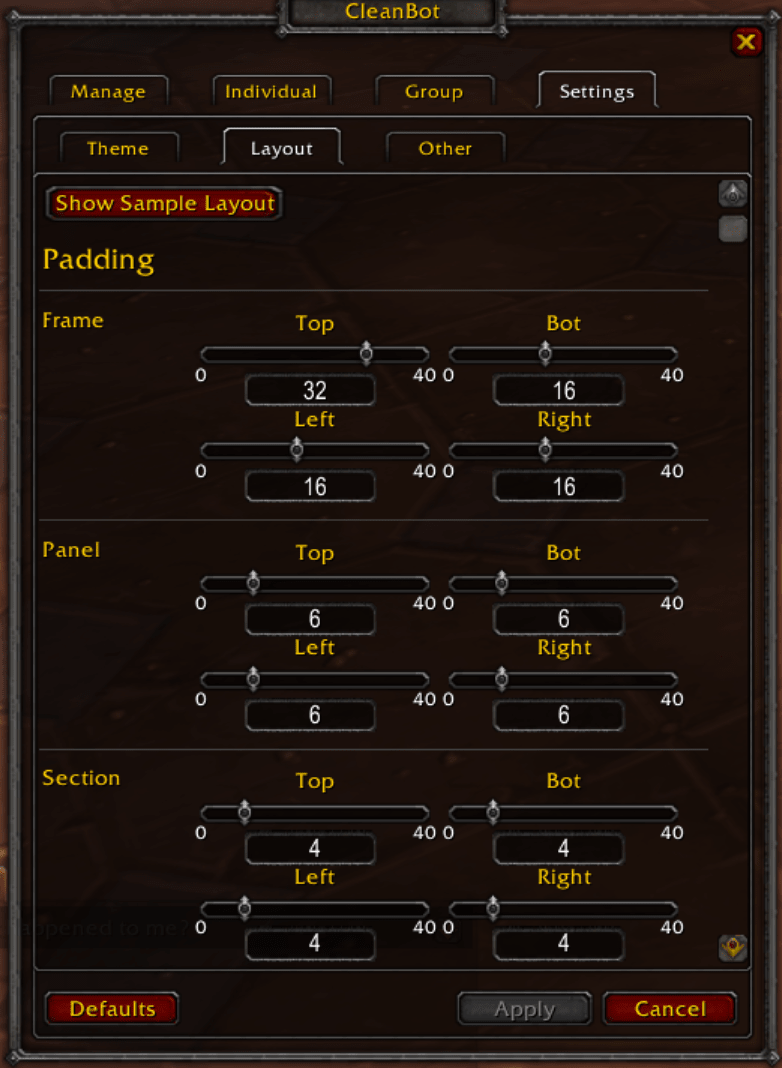 CleanBot
Manage Individual Group Settings
Theme Layout Other
Show Sample Layout
Padding
Frame Top Bot
0 40 0 40
32 16
Left Right
0 40 0 40
16 16
Panel Top Bot
0 40 0 40
6 6
Left Right
0 40 0 40
6 6
Section Top Bot
0 40 0 40
4 4
Left Right
appened to me? 0 40 0 40
4 4
Defaults Apply Cancel